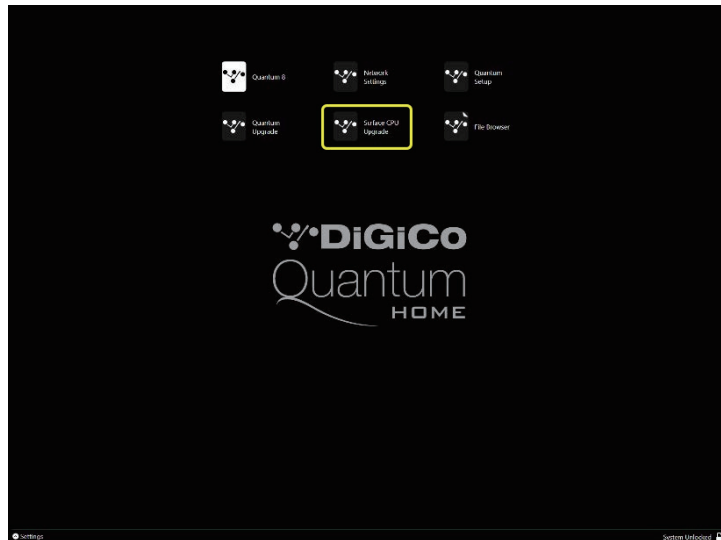 Quantum 8
Network
Settings
Quantum
Setup
Quantum
Upgrade
Surface CPU
Upgrade
File Browser
DiGiCo
Quantum
HOME
Settings
System Unlocked